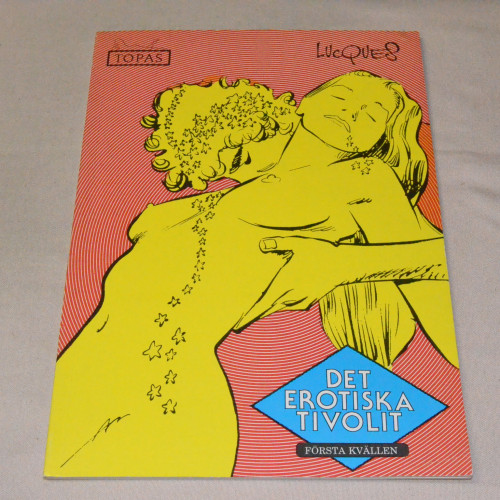 TOPAS
LUCQUES
DET
EROTISKA
TIVOLIT
FÖRSTA KVÄLLEN